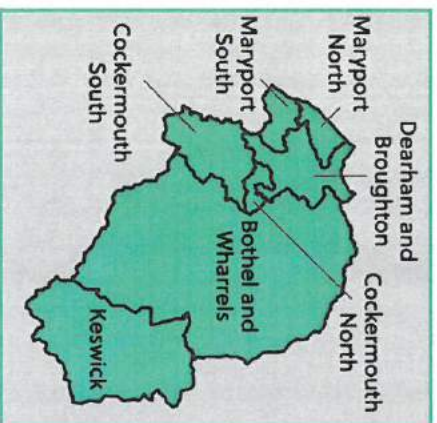 Maryport
North
Dearham and
Broughton
Maryport
South
Cockermouth
North
Cockermouth
South
Bothel and
Wharrels
Keswick